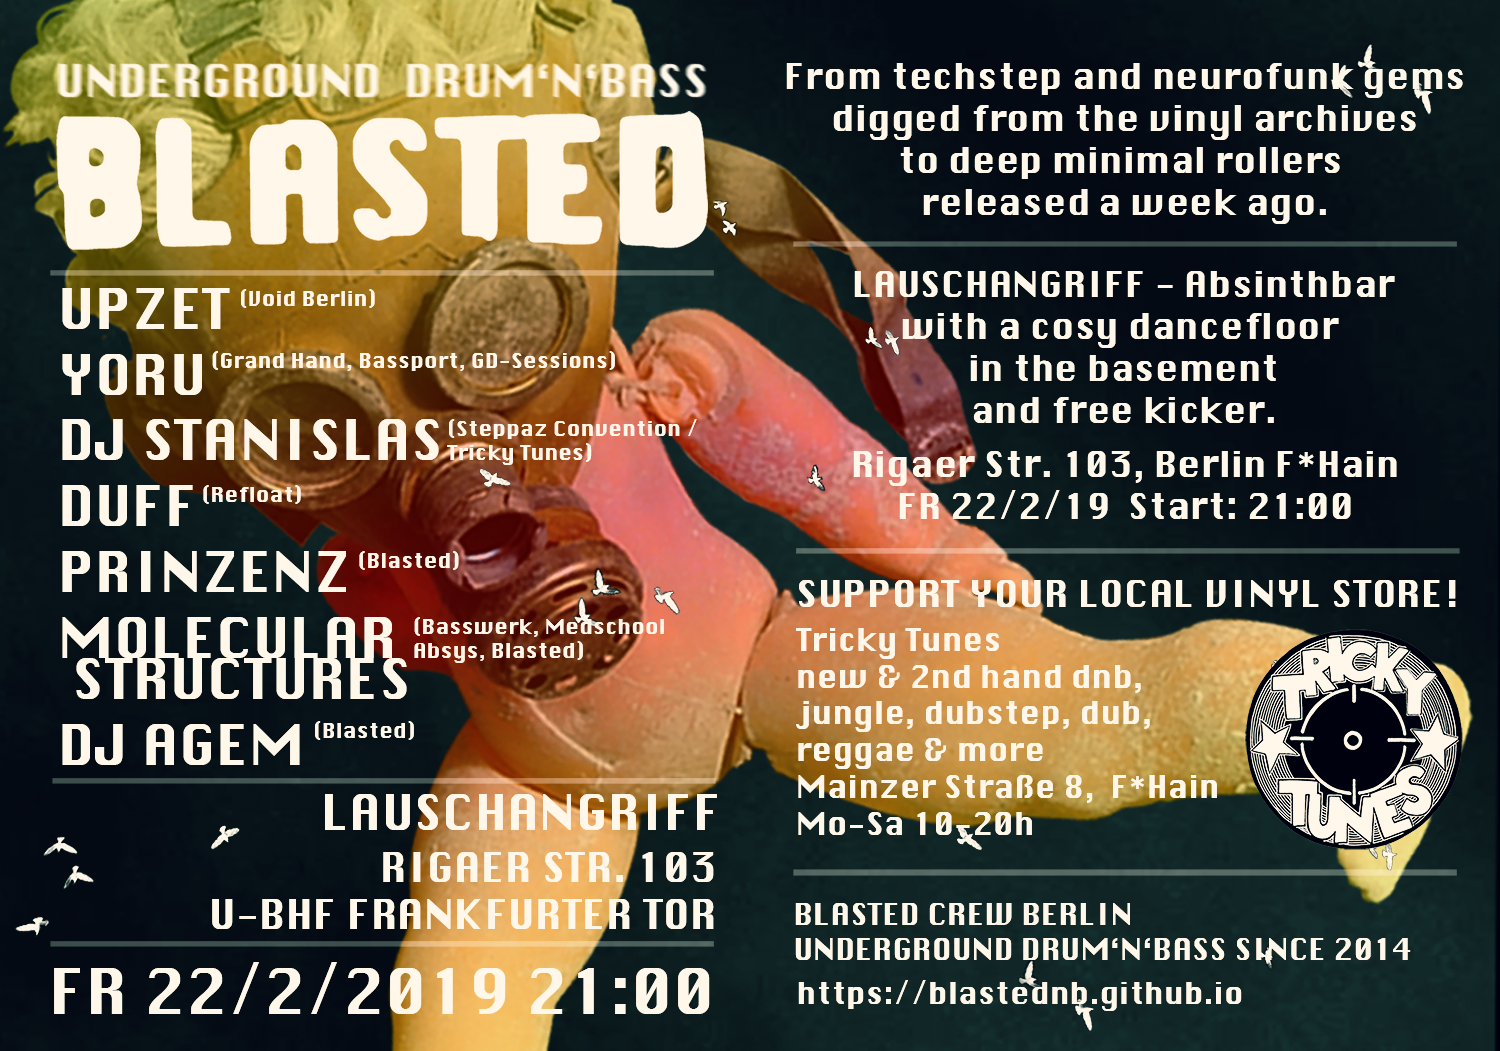 UNDERGROUND DRUM'N'BASS
BLASTED
UPZET (Void Berlin)
YORU (Grand Hand, Bassport, GD-Sessions)
DJ STANISLAS (Steppaz Convention /
Tricky Tunes)
DUFF (Refloat)
PRINZENZ (Blasted)
MOLECULAR (Basswerk, Medschool
Absys, Blasted)
STRUCTURES
DJ AGEM (Blasted)
LAUSCHANGRIFF
RIGAER STR. 103
U-BHF FRANKFURTER TOR
FR 22/2/2019 21:00
From techstep and neurofunk gems
digged from the vinyl archives
to deep minimal rollers
released a week ago.
LAUSCHANGRIFF - Absinthbar
with a cosy dancefloor
in the basement
and free kicker.
Rigaer Str. 103, Berlin F*Hain
FR 22/2/19 Start: 21:00
SUPPORT YOUR LOCAL VINYL STORE!
Tricky Tunes
new & 2nd hand dnb,
jungle, dubstep, dub,
reggae & more
Mainzer Straße 8, F*Hain
Mo-Sa 10-20h
TRICKY
TUNES
BLASTED CREW BERLIN
UNDERGROUND DRUM'N'BASS SINCE 2014
https://blastednb.github.io